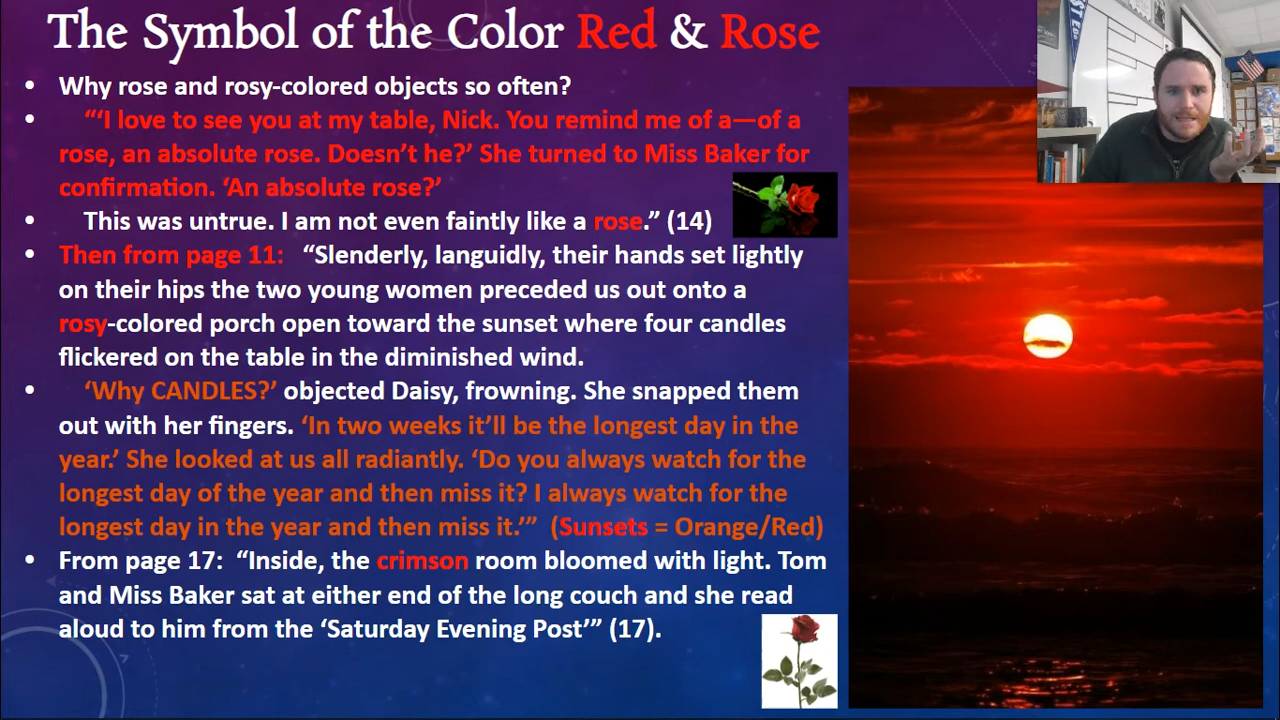 The Symbol of the Color Red & Rose
• Why rose and rosy-colored objects so often?
• “‘I love to see you at my table, Nick. You remind me of a—of a
rose, an absolute rose. Doesn’t he?’ She turned to Miss Baker for
confirmation. ‘An absolute rose?’
• This was untrue. I am not even faintly like a rose.” (14)
• Then from page 11: “Slenderly, languidly, their hands set lightly
on their hips the two young women preceded us out onto a
rosy-colored porch open toward the sunset where four candles
flickered on the table in the diminished wind.
• ‘Why CANDLES?’ objected Daisy, frowning. She snapped them
out with her fingers. ‘In two weeks it’ll be the longest day in the
year.’ She looked at us all radiantly. ‘Do you always watch for the
longest day of the year and then miss it? I always watch for the
longest day in the year and then miss it.’” (Sunsets = Orange/Red)
• From page 17: “Inside, the crimson room bloomed with light. Tom
and Miss Baker sat at either end of the long couch and she read
aloud to him from the ‘Saturday Evening Post’” (17).